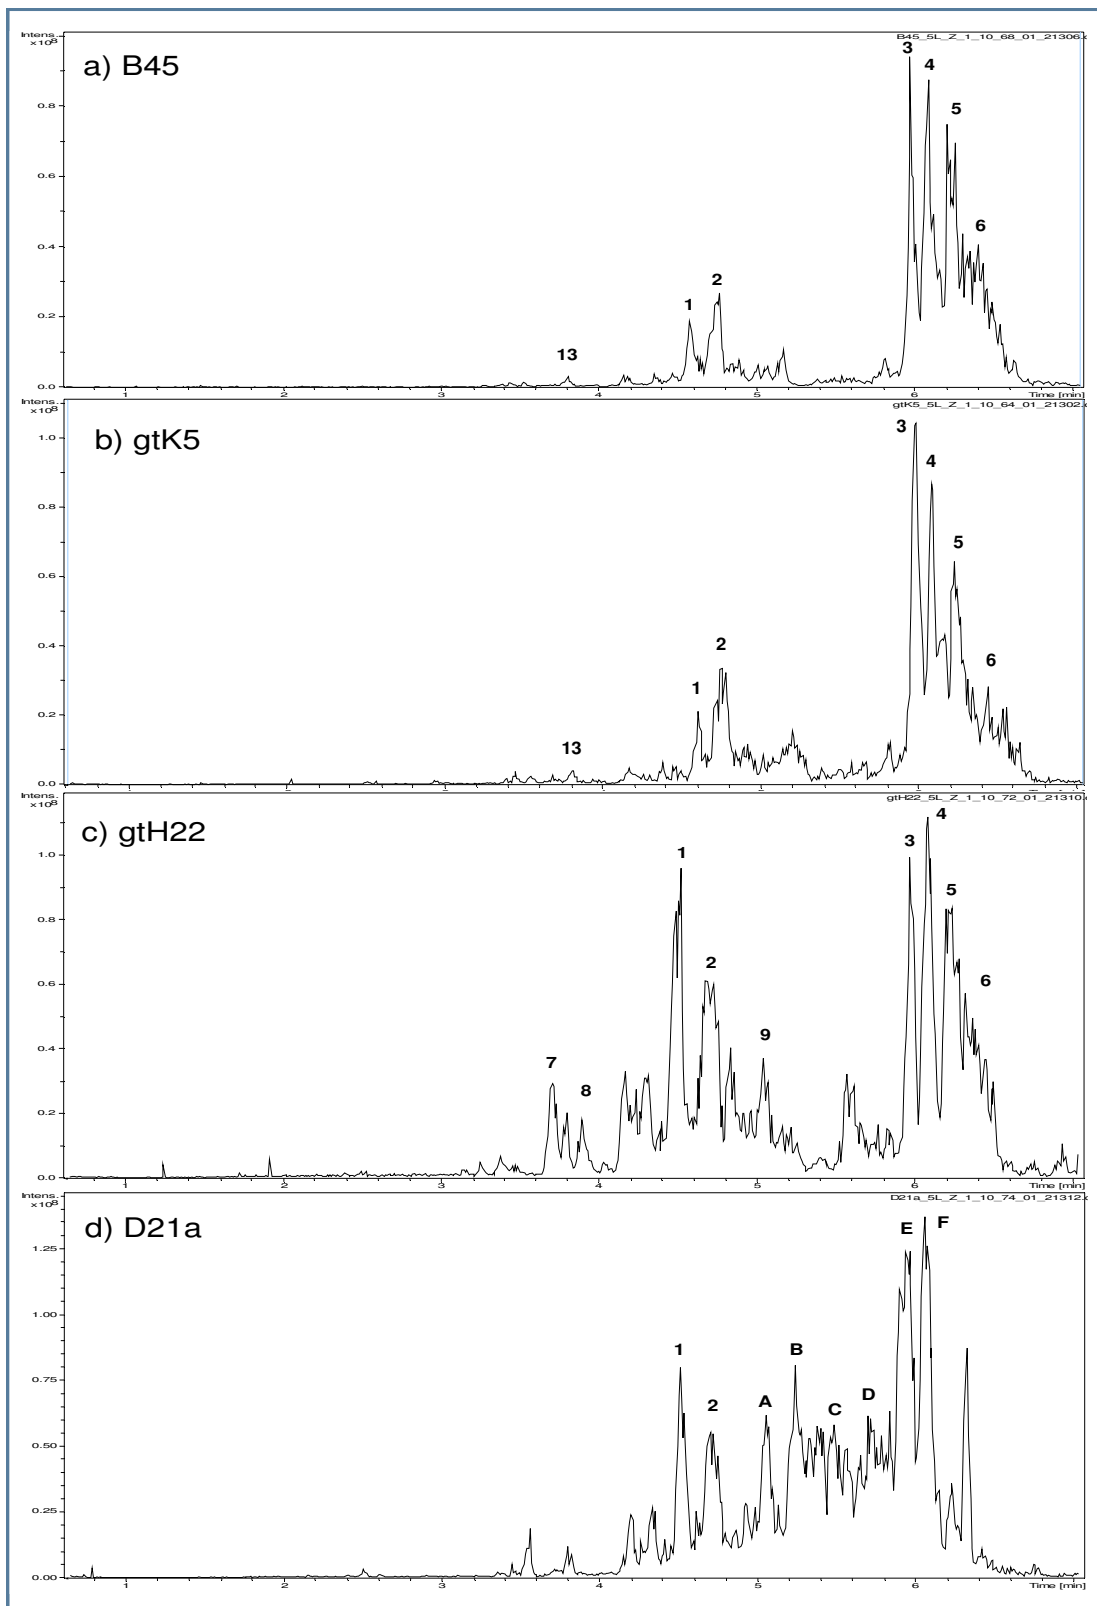 Intens.
x10^8
B45_5L_Z_1_10_68_01_21306.
a) B45
3
4
5
6
1
2
13
0.8
0.6
0.4
0.2
0.0
1 2 3 4 5 6 Time [min]
Intens.
x10^8
gtK5_5L_Z_1_10_64_01_21302.
b) gtK5
3
4
5
6
2
1
13
1.0
0.8
0.6
0.4
0.2
0.0
Intens.
x10^8
gtH22_5L_Z_1_10_72_01_21310.
c) gtH22
4
3
1
5
2
6
9
7
8
1.0
0.8
0.6
0.4
0.2
0.0
1 2 3 4 5 6 Time [min]
Intens.
x10^8
D21a_5L_Z_1_10_74_01_21312.
d) D21a
E F
1
B
2 A C D
1.25
1.00
0.75
0.50
0.25
0.00
1 2 3 4 5 6 Time [min]